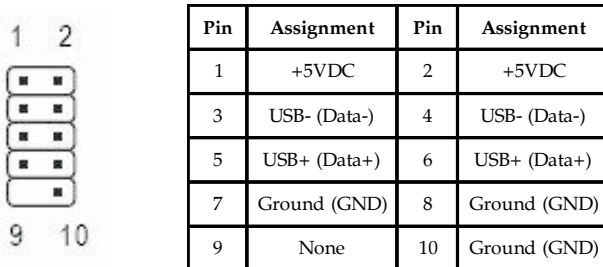 1 2
9 10
Pin Assignment Pin Assignment
1 +5VDC 2 +5VDC
3 USB- (Data-) 4 USB- (Data-)
5 USB+ (Data+) 6 USB+ (Data+)
7 Ground (GND) 8 Ground (GND)
9 None 10 Ground (GND)